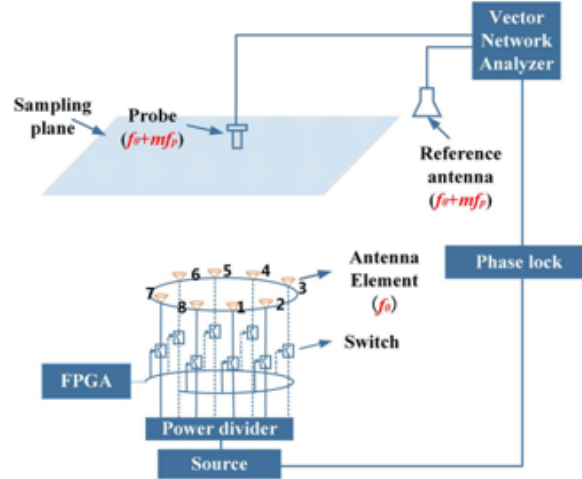 Vector
Network
Analyzer
Sampling
plane
Probe
(f₀+mfₚ)
Reference
antenna
(f₀+mfₚ)
6
5
4
3
7
8
1
2
Antenna
Element
(f₀)
Phase lock
Switch
FPGA
Power divider
Source